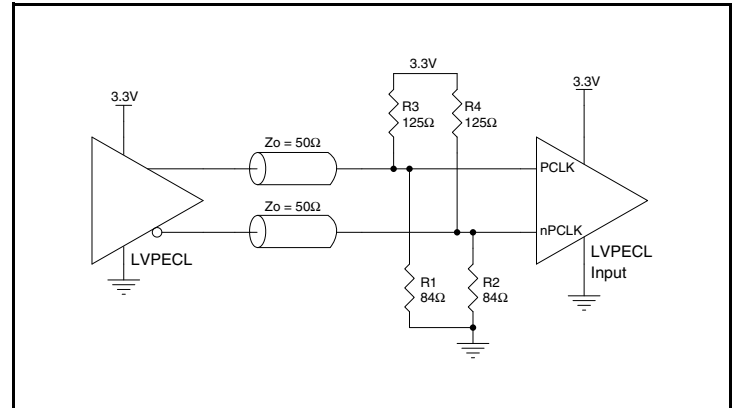 3.3V
3.3V
3.3V
R3
125Ω
R4
125Ω
Zo = 50Ω
PCLK
Zo = 50Ω
nPCLK
LVPECL
LVPECL
Input
R1
84Ω
R2
84Ω